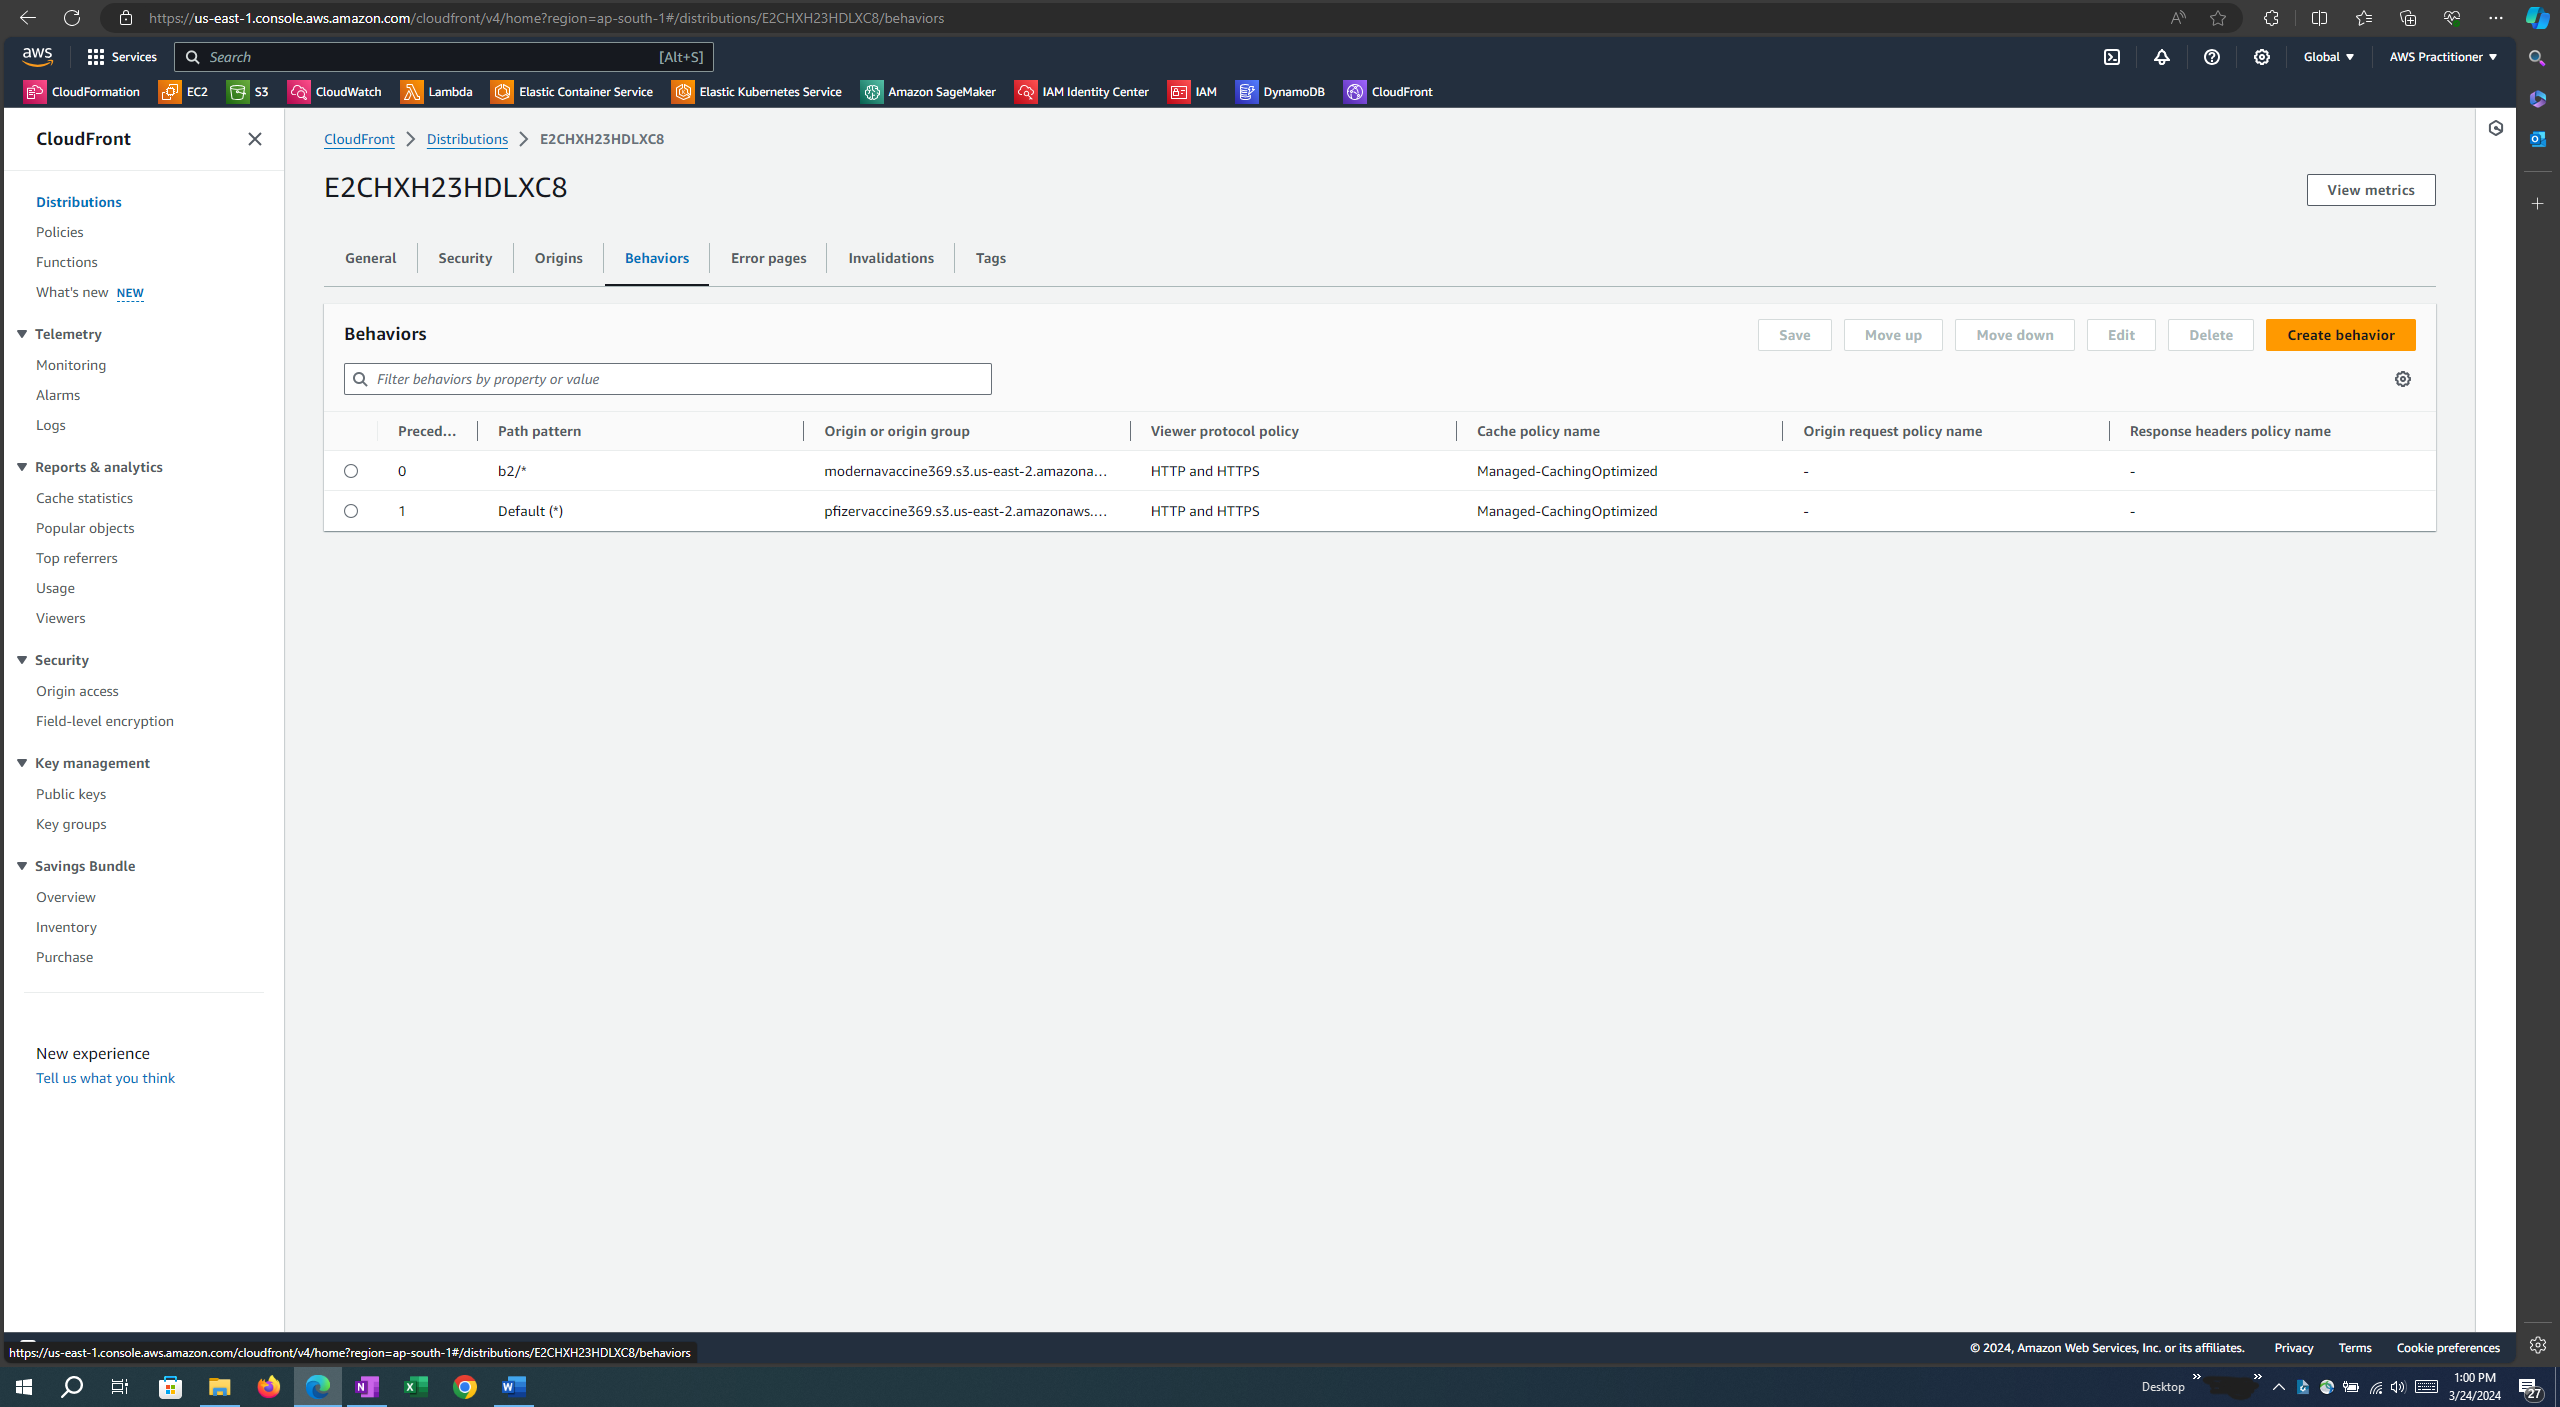 https://us-east-1.console.aws.amazon.com/cloudfront/v4/home?region=ap-south-1#/distributions/E2CHXH23HDLXC8/behaviors
aws Services Search [Alt+S] Global AWS Practitioner
CloudFormation EC2 S3 CloudWatch Lambda Elastic Container Service Elastic Kubernetes Service Amazon SageMaker IAM Identity Center IAM DynamoDB CloudFront
CloudFront
Distributions
Policies
Functions
What's new NEW
Telemetry
Monitoring
Alarms
Logs
Reports & analytics
Cache statistics
Popular objects
Top referrers
Usage
Viewers
Security
Origin access
Field-level encryption
Key management
Public keys
Key groups
Savings Bundle
Overview
Inventory
Purchase
New experience
Tell us what you think
CloudFront Distributions E2CHXH23HDLXC8
E2CHXH23HDLXC8
View metrics
General Security Origins Behaviors Error pages Invalidations Tags
Behaviors
Save Move up Move down Edit Delete Create behavior
Filter behaviors by property or value
Preced... Path pattern Origin or origin group Viewer protocol policy Cache policy name Origin request policy name Response headers policy name
0 b2/* modernavaccine369.s3.us-east-2.amazona... HTTP and HTTPS Managed-CachingOptimized - -
1 Default (*) pfizervaccine369.s3.us-east-2.amazonaws.... HTTP and HTTPS Managed-CachingOptimized - -
© 2024, Amazon Web Services, Inc. or its affiliates. Privacy Terms Cookie preferences
https://us-east-1.console.aws.amazon.com/cloudfront/v4/home?region=ap-south-1#/distributions/E2CHXH23HDLXC8/behaviors
Desktop
1:00 PM
3/24/2024
27